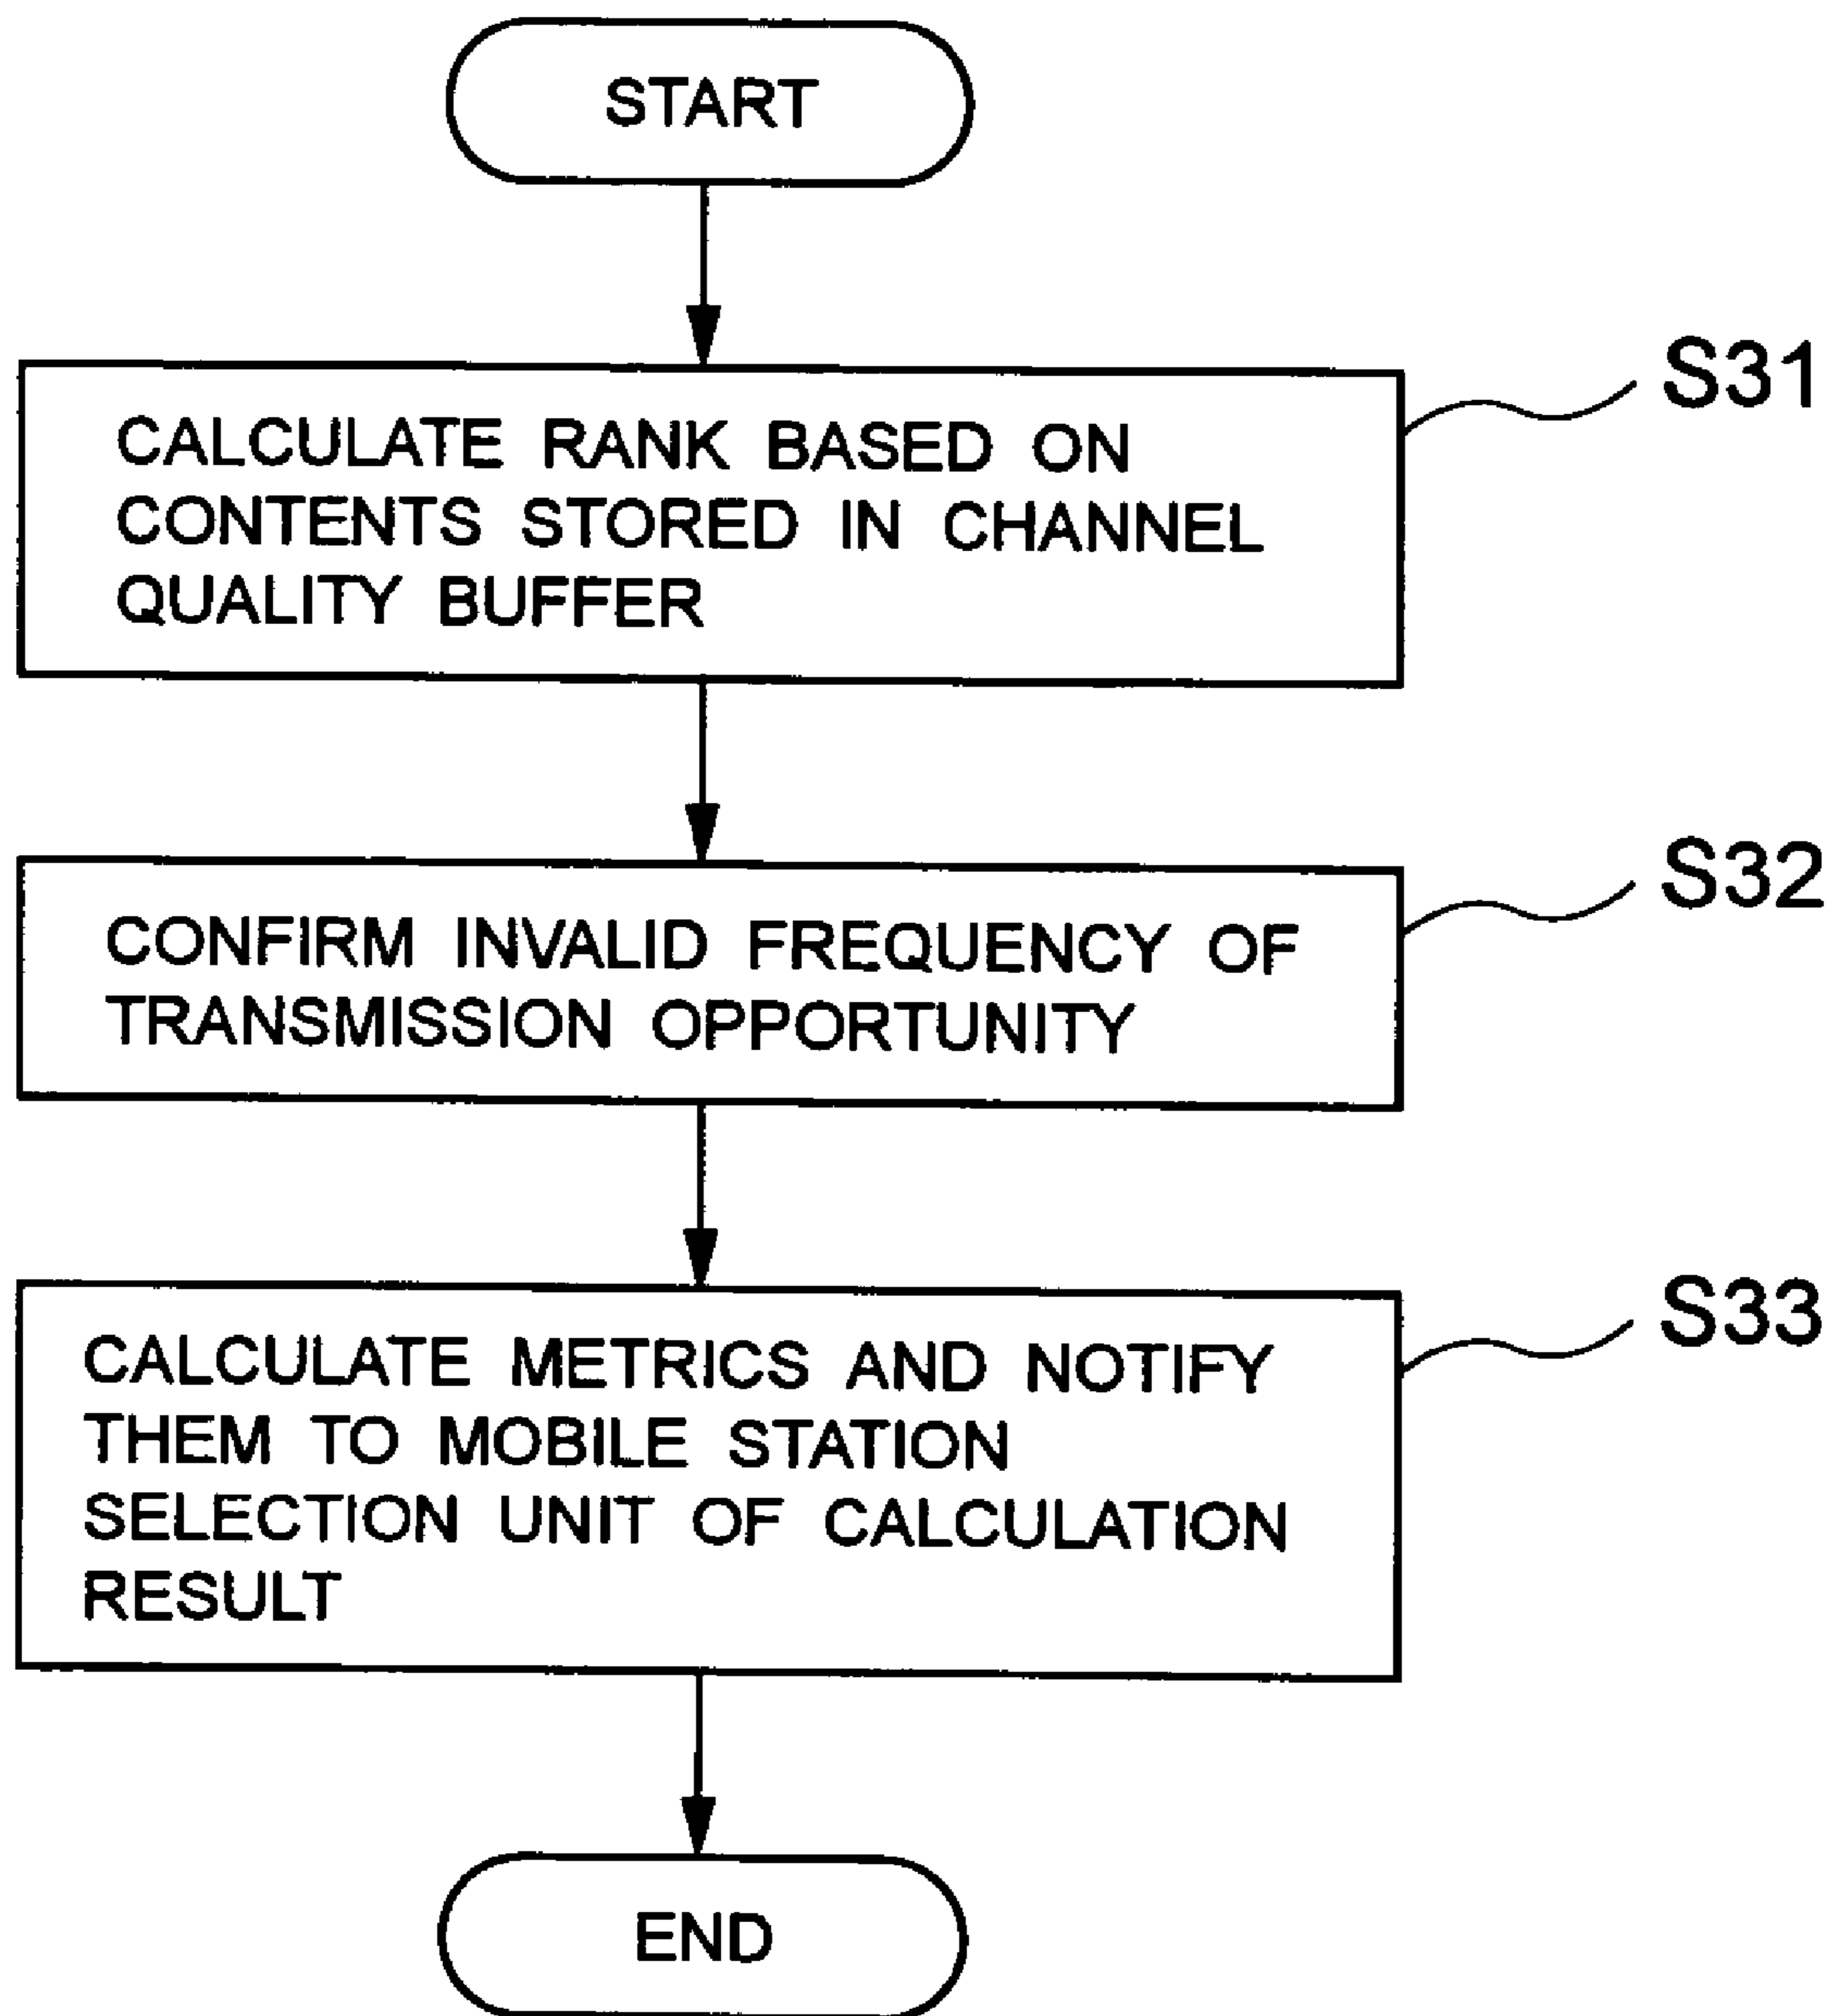 START
S31
CALCULATE RANK BASED ON
CONTENTS STORED IN CHANNEL
QUALITY BUFFER
S32
CONFIRM INVALID FREQUENCY OF
TRANSMISSION OPPORTUNITY
S33
CALCULATE METRICS AND NOTIFY
THEM TO MOBILE STATION
SELECTION UNIT OF CALCULATION
RESULT
END